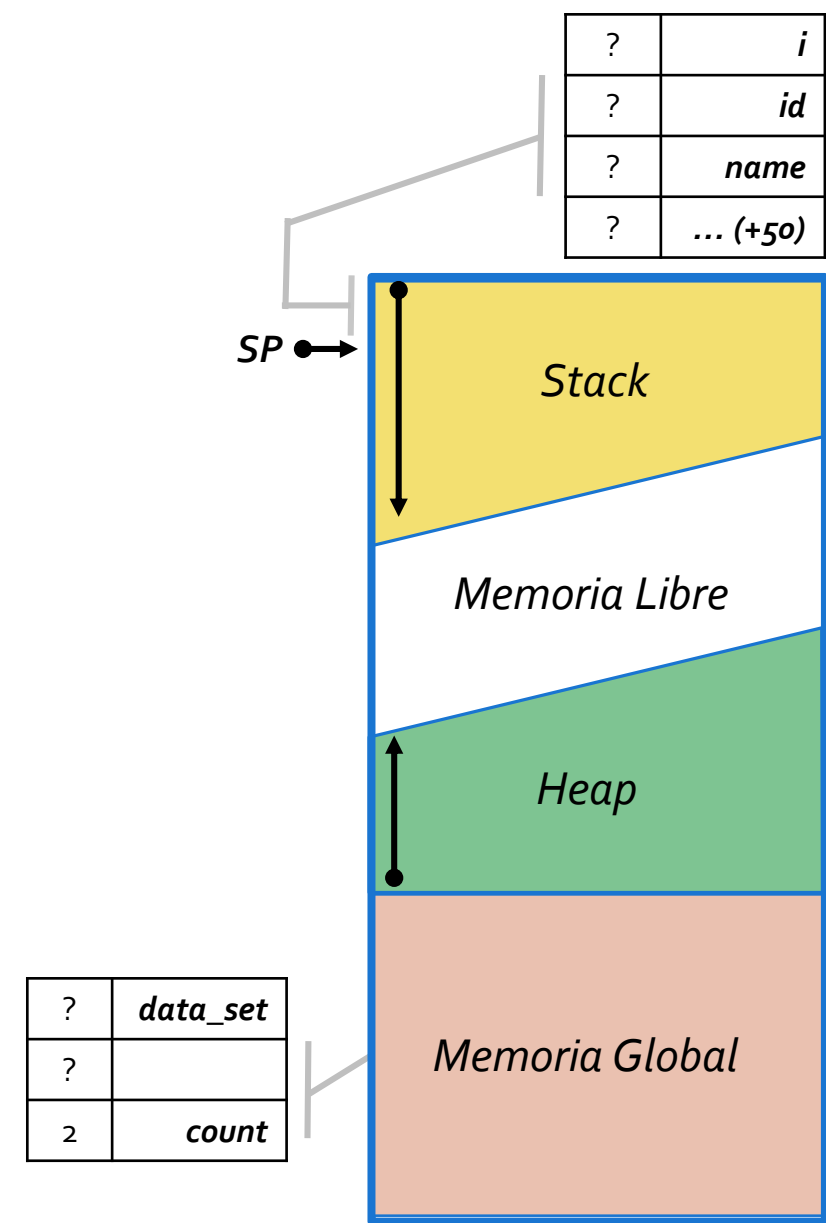 ? i
? id
? name
? ... (+50)
SP
Stack
Memoria Libre
Heap
? data_set
?
2 count
Memoria Global